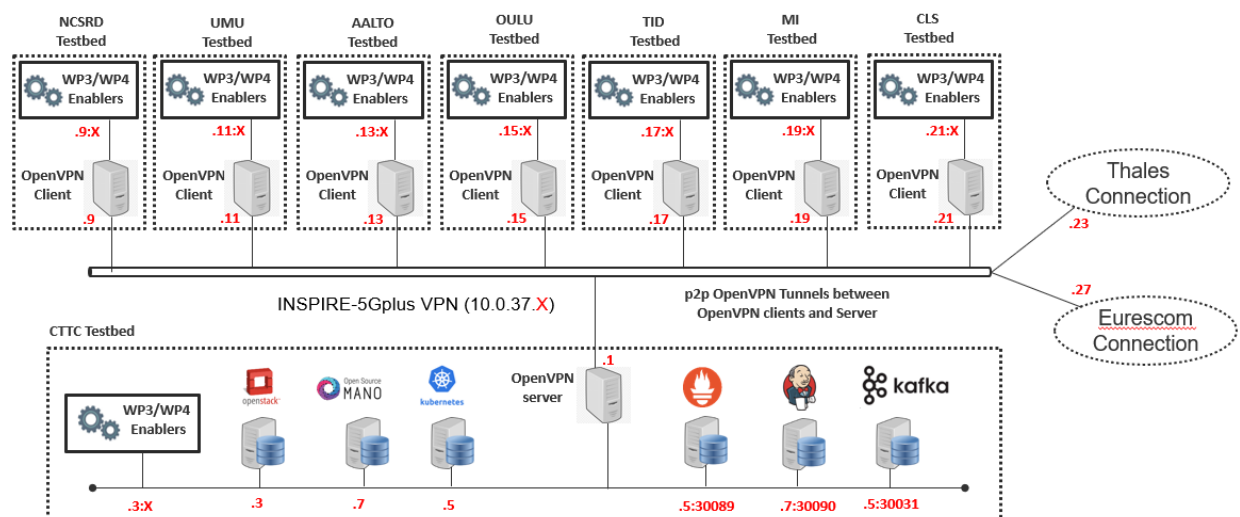 NCSRD
Testbed
UMU
Testbed
AALTO
Testbed
OULU
Testbed
TID
Testbed
MI
Testbed
CLS
Testbed
WP3/WP4
Enablers
WP3/WP4
Enablers
WP3/WP4
Enablers
WP3/WP4
Enablers
WP3/WP4
Enablers
WP3/WP4
Enablers
WP3/WP4
Enablers
.9:X
.11:X
.13:X
.15:X
.17:X
.19:X
.21:X
OpenVPN
Client
OpenVPN
Client
OpenVPN
Client
OpenVPN
Client
OpenVPN
Client
OpenVPN
Client
OpenVPN
Client
.9
.11
.13
.15
.17
.19
.21
Thales
Connection
.23
.27
Eurescom
Connection
INSPIRE-5Gplus VPN (10.0.37.X)
p2p OpenVPN Tunnels between
OpenVPN clients and Server
CTTC Testbed
WP3/WP4
Enablers
openstack
Open Source
MANO
kubernetes
OpenVPN
server
.1
kafka
.3:X
.3
.7
.5
.5:30089
.7:30090
.5:30031